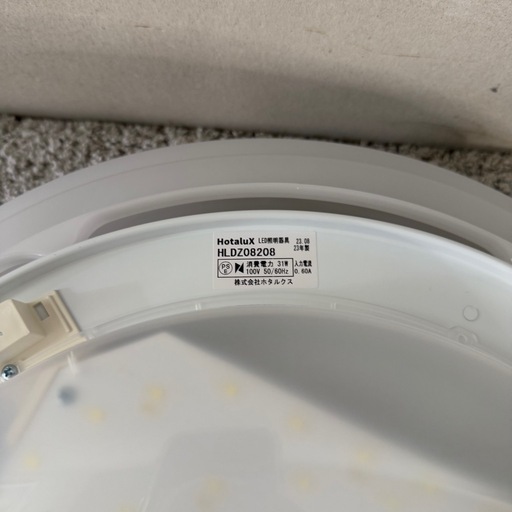 HotaluX LED照明器具 23.08
HLDZ08208 23年製
PS E 消費電力 31W 入力電流
100V 50/60Hz 0.60A
株式会社ホタルクス